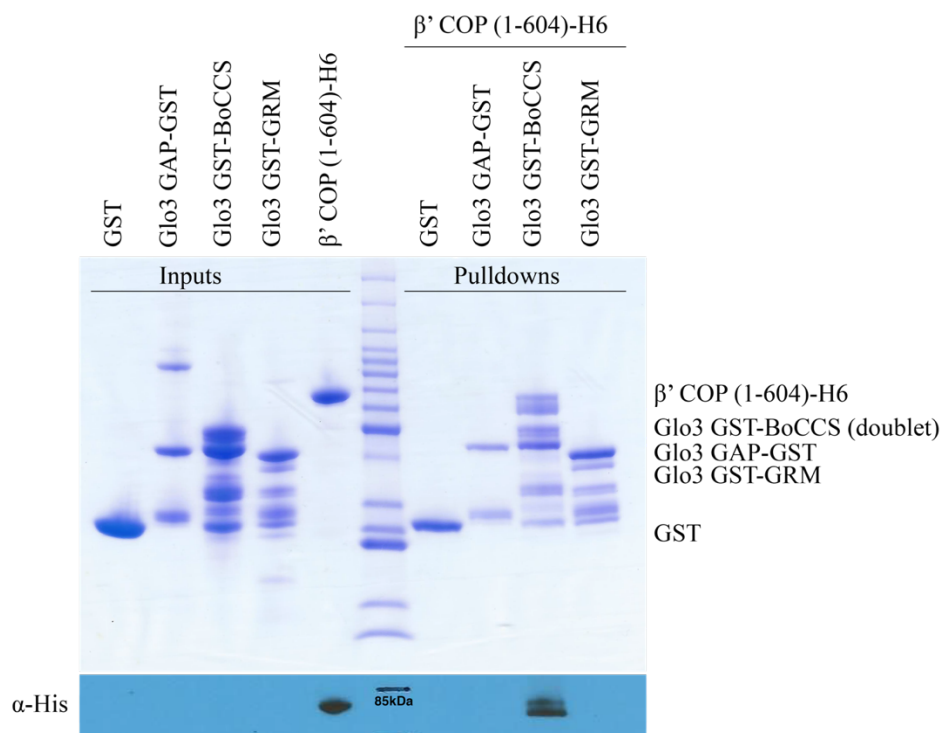 β’ COP (1-604)-H6
GST
Glo3 GAP-GST
Glo3 GST-BoCCS
Glo3 GST-GRM
β’ COP (1-604)-H6
GST
Glo3 GAP-GST
Glo3 GST-BoCCS
Glo3 GST-GRM
Inputs
Pulldowns
β’ COP (1-604)-H6
Glo3 GST-BoCCS (doublet)
Glo3 GAP-GST
Glo3 GST-GRM
GST
α-His
85kDa